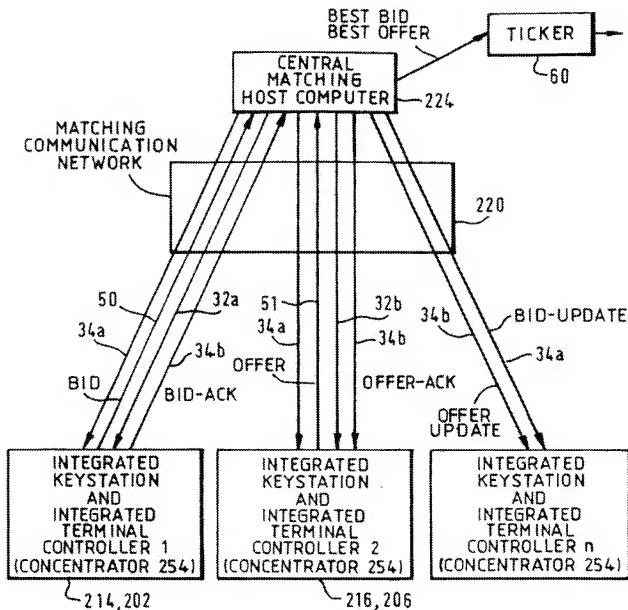 BEST BID
BEST OFFER
TICKER
60
CENTRAL
MATCHING
HOST COMPUTER
224
MATCHING
COMMUNICATION
NETWORK
220
50
34a
32a
34b
BID
BID-ACK
51
34a
OFFER
32b
34b
OFFER-ACK
34b
BID-UPDATE
34a
OFFER
UPDATE
INTEGRATED
KEYSTATION
AND
INTEGRATED
TERMINAL
CONTROLLER 1
(CONCENTRATOR 254)
214,202
INTEGRATED
KEYSTATION
AND
INTEGRATED
TERMINAL
CONTROLLER 2
(CONCENTRATOR 254)
216,206
INTEGRATED
KEYSTATION
AND
INTEGRATED
TERMINAL
CONTROLLER n
(CONCENTRATOR 254)